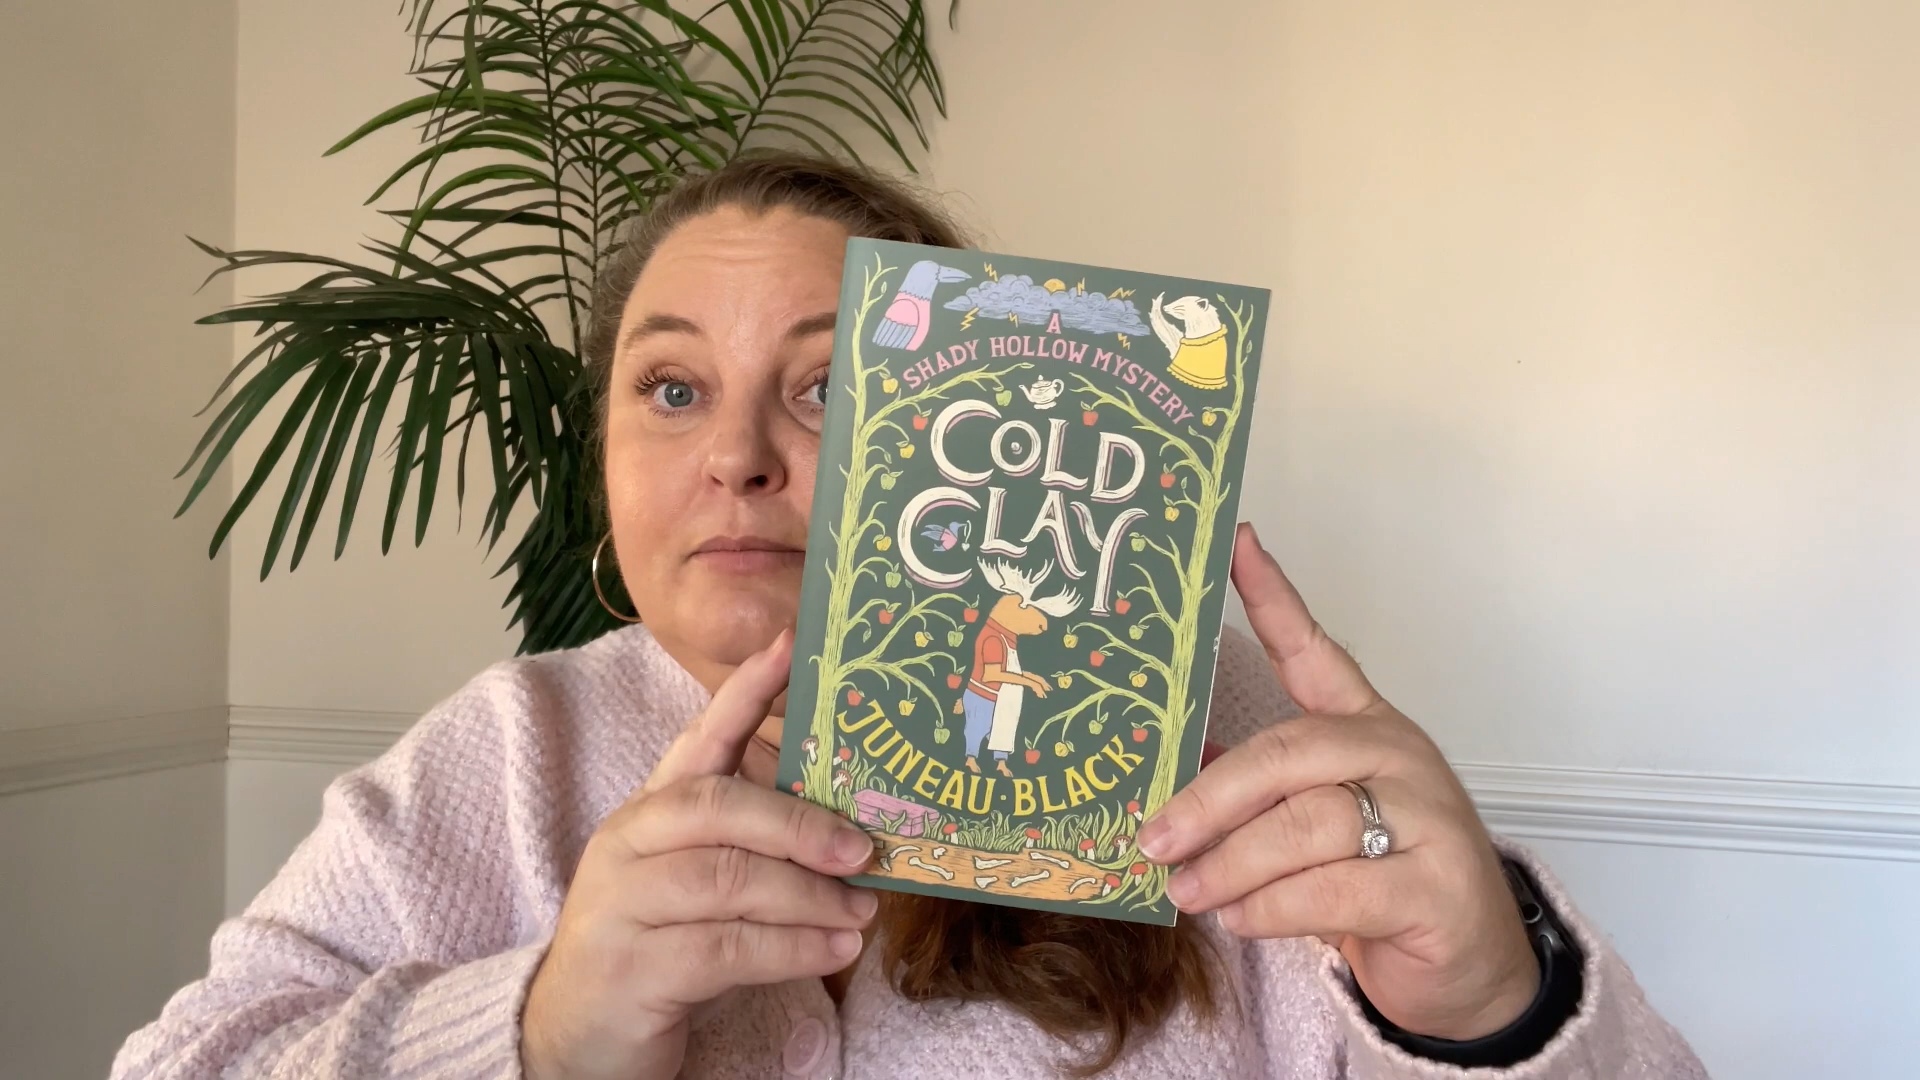 A
SHADY HOLLOW MYSTERY
COLD
CLAY
JUNEAU · BLACK